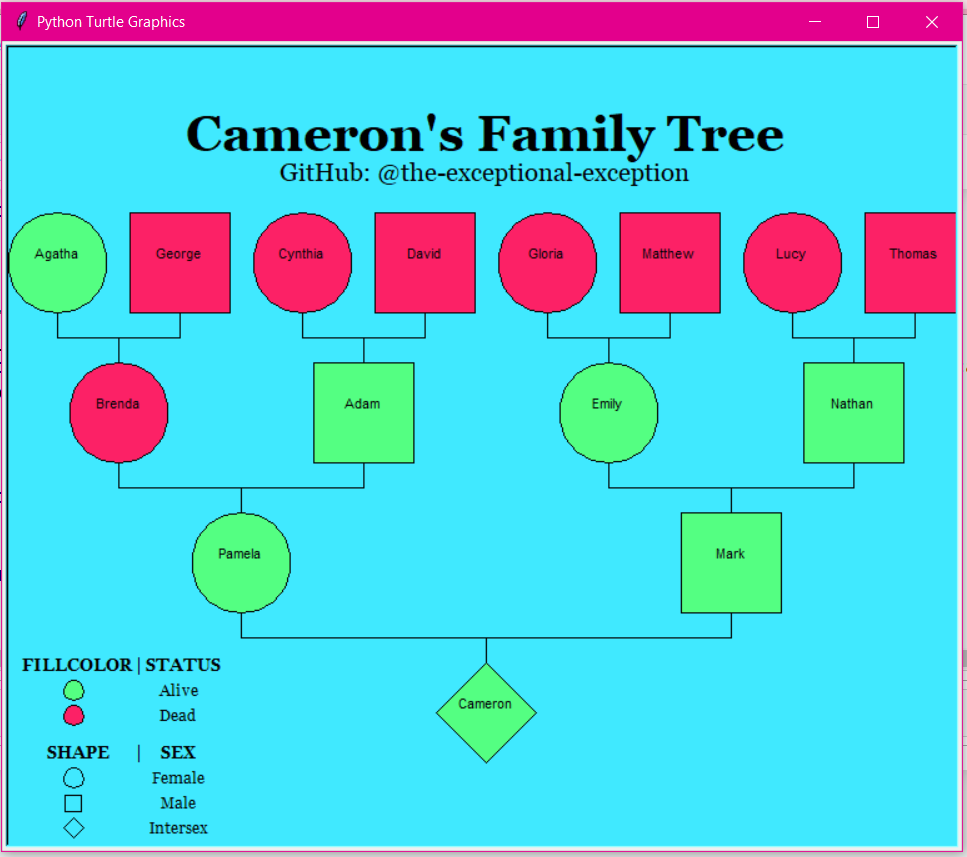 Python Turtle Graphics
Cameron's Family Tree
GitHub: @the-exceptional-exception
Agatha George Cynthia David Gloria Matthew Lucy Thomas
Brenda Adam Emily Nathan
Pamela Mark
Cameron
FILLCOLOR | STATUS
Alive
Dead
SHAPE | SEX
Female
Male
Intersex